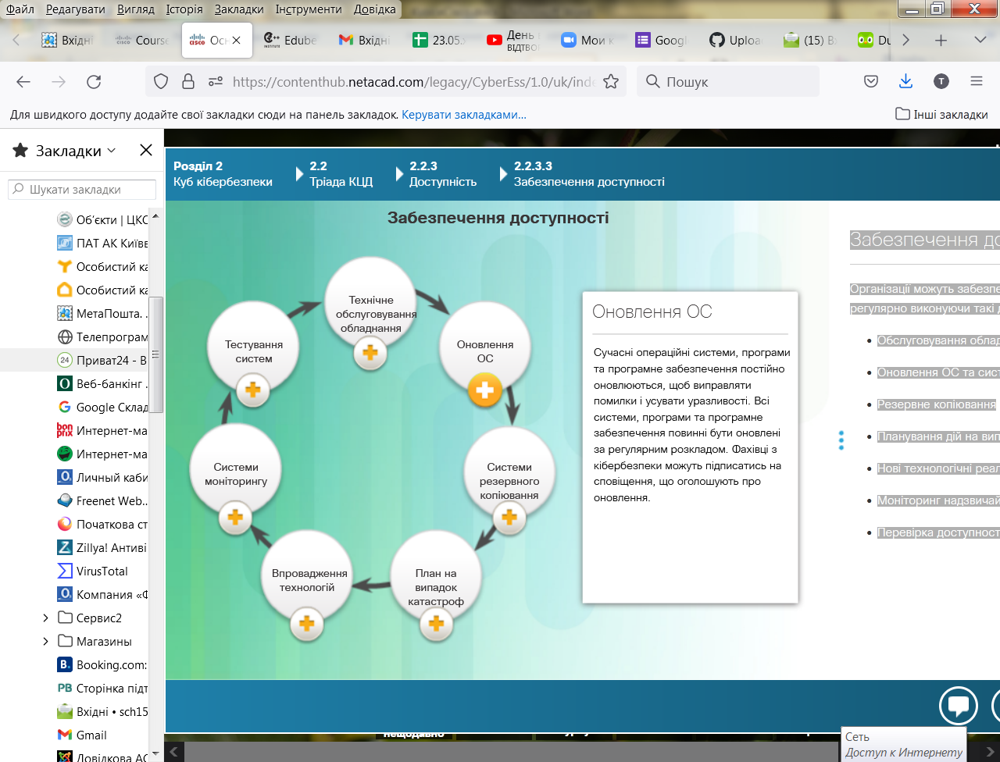 Файл Редагувати Вигляд Історія Закладки Інструменти Довідка
Вхідні Course Осн Edube Вхідні 23.05. День ВІДТВО Мои к Googl Uploa (15) В Du
https://contenthub.netacad.com/legacy/CyberEss/1.0/uk/inde
Пошук
Для швидкого доступу додайте свої закладки сюди на панель закладок. Керувати закладками...
Інші закладки
Закладки
Шукати закладки
Об'єкти | ЦКС
ПАТ АК Київв
Особистий ка
Особистий ка
МетаПошта. .
Телепрограм
24 Приват24 - В
Веб-банкінг .
Google Склад
bonprix Интернет-ма
Интернет-ма
Личный каби
Freenet Web...
Початкова ст
Zillya! Антиві
VirusTotal
Компания «Ф
Сервис2
Магазины
B. Booking.com:
PB Сторінка підт
Вхідні • sch15
Gmail
Довідкова АС
Розділ 2
Куб кібербезпеки
2.2
Тріада КЦД
2.2.3
Доступність
2.2.3.3
Забезпечення доступності
Забезпечення доступності
Технічне
обслуговування
обладнання
Оновлення
ОС
Системи
резервного
копіювання
План на
випадок
катастроф
Впровадження
технологій
Системи
моніторингу
Тестування
систем
Оновлення ОС
Сучасні операційні системи, програми
та програмне забезпечення постійно
оновлюються, щоб виправляти
помилки і усувати уразливості. Всі
системи, програми та програмне
забезпечення повинні бути оновлені
за регулярним розкладом. Фахівці з
кібербезпеки можуть підписатись на
сповіщення, що оголошують про
оновлення.
Забезпечення до
Організації можуть забезпе
регулярно виконуючи такі д
Обслуговування облад
Оновлення ОС та сист
Резервне копіювання
Планування дій на вип
Нові технологічні реал
Моніторинг надзвичай
Перевірка доступност
нещодавно
Сеть
Доступ к Интернету